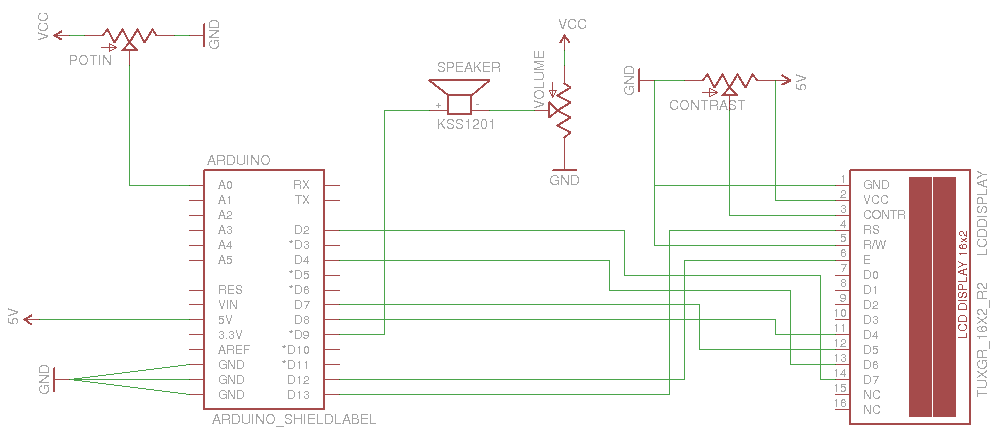 VCC
POTIN
GND
SPEAKER
+
-
KSS1201
VCC
VOLUME
GND
GND
CONTRAST
5V
ARDUINO
A0
A1
A2
A3
A4
A5
RES
VIN
5V
3.3V
AREF
GND
GND
GND
RX
TX
D2
*D3
D4
*D5
*D6
D7
D8
*D9
*D10
*D11
D12
D13
ARDUINO_SHIELDLABEL
5V
GND
1 GND
2 VCC
3 CONTR
4 RS
5 R/W
6 E
7 D0
8 D1
9 D2
10 D3
11 D4
12 D5
13 D6
14 D7
15 NC
16 NC
LCD DISPLAY 16x2
LCDDISPLAY
TUXGR_16X2_R2